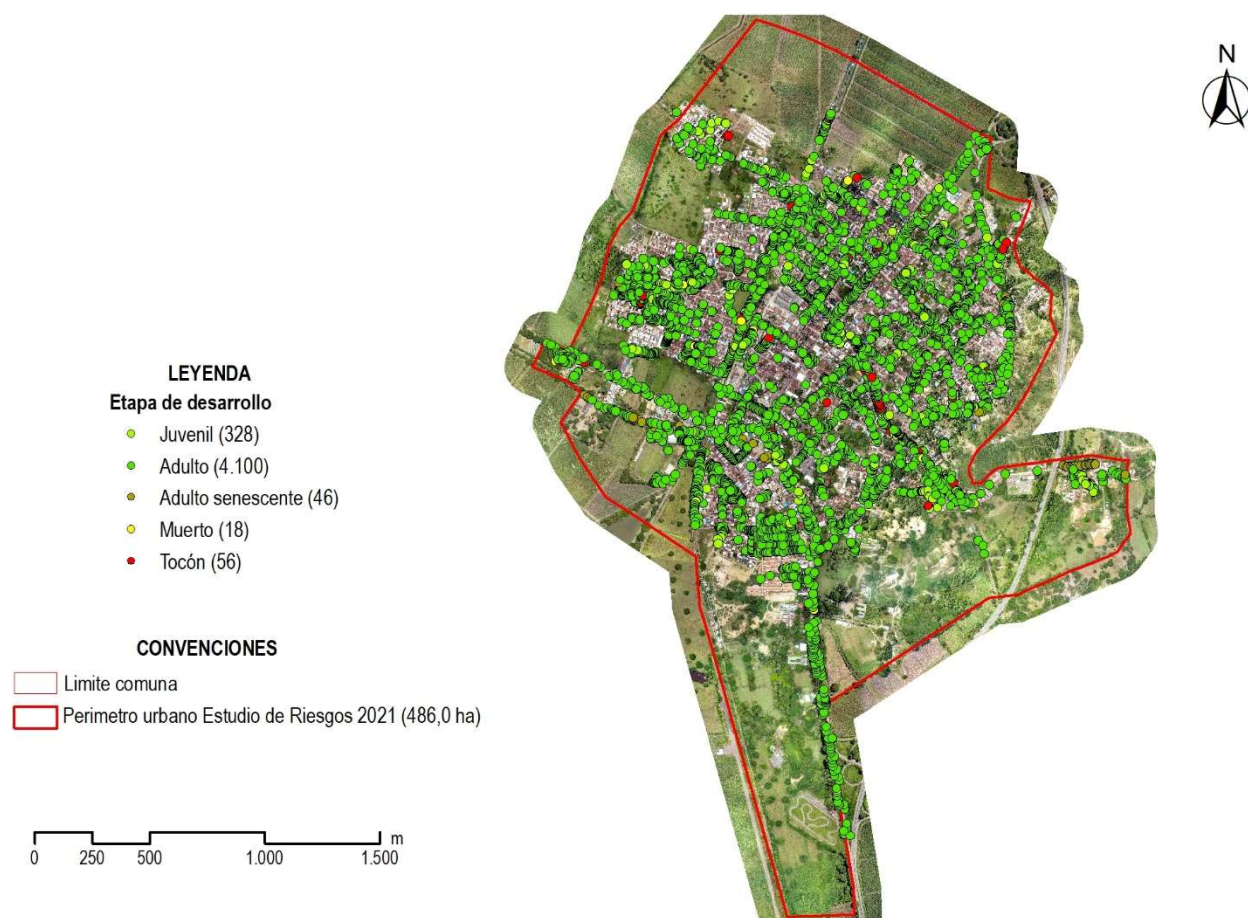 N
LEYENDA
Etapa de desarrollo
Juvenil (328)
Adulto (4.100)
Adulto senescente (46)
Muerto (18)
Tocón (56)
CONVENCIONES
Limite comuna
Perimetro urbano Estudio de Riesgos 2021 (486,0 ha)
m
0 250 500 1.000 1.500